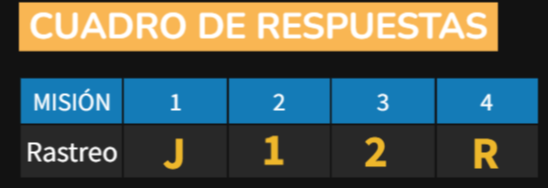 CUADRO DE RESPUESTAS
MISIÓN 1 2 3 4
Rastreo J 1 2 R